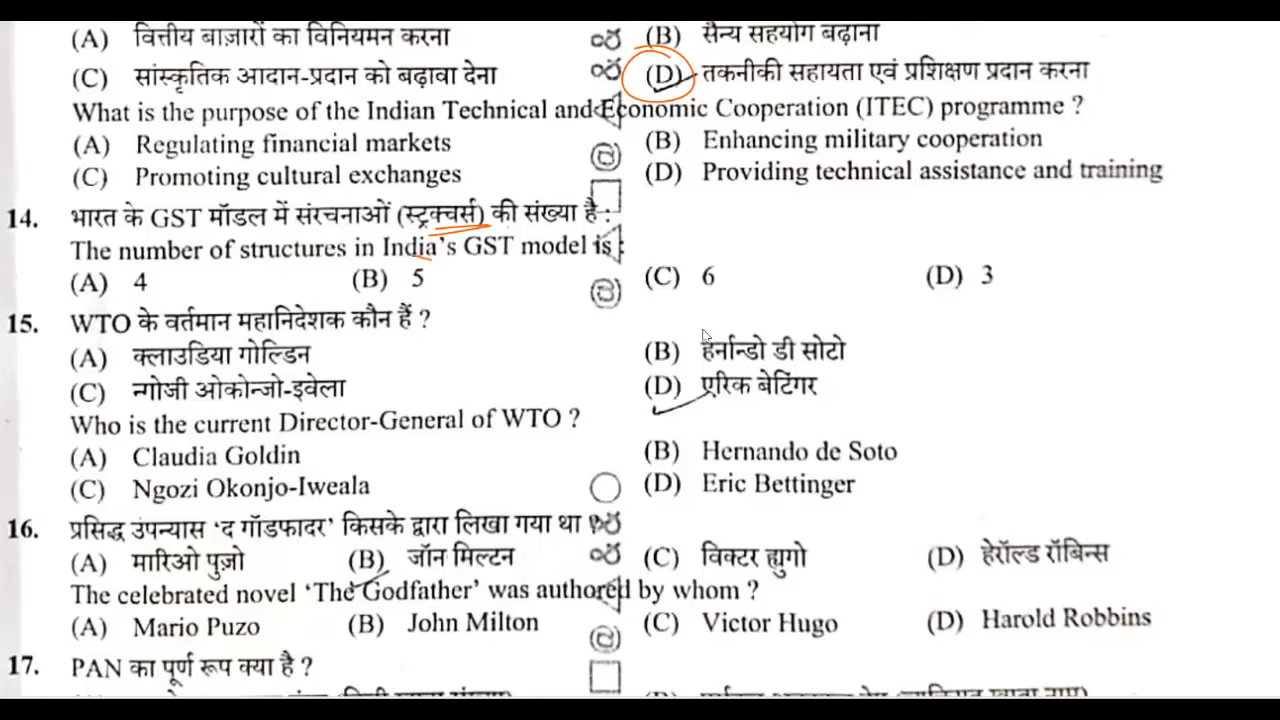 (A) वित्तीय बाज़ारों का विनियमन करना (B) सैन्य सहयोग बढ़ाना
(C) सांस्कृतिक आदान-प्रदान को बढ़ावा देना (D) तकनीकी सहायता एवं प्रशिक्षण प्रदान करना
What is the purpose of the Indian Technical and Economic Cooperation (ITEC) programme ?
(A) Regulating financial markets (B) Enhancing military cooperation
(C) Promoting cultural exchanges (D) Providing technical assistance and training
14. भारत के GST मॉडल में संरचनाओं (स्ट्रक्चर्स) की संख्या है :
The number of structures in India's GST model is :
(A) 4 (B) 5 (C) 6 (D) 3
15. WTO के वर्तमान महानिदेशक कौन हैं ?
(A) क्लाउडिया गोल्डिन (B) हर्नान्डो डी सोटो
(C) न्गोजी ओकोन्जो-इवेला (D) एरिक बेटिंगर
Who is the current Director-General of WTO ?
(A) Claudia Goldin (B) Hernando de Soto
(C) Ngozi Okonjo-Iweala (D) Eric Bettinger
16. प्रसिद्ध उपन्यास 'द गॉडफादर' किसके द्वारा लिखा गया था ?
(A) मारिओ पुज़ो (B) जॉन मिल्टन (C) विक्टर ह्युगो (D) हेरॉल्ड रॉबिन्स
The celebrated novel 'The Godfather' was authored by whom ?
(A) Mario Puzo (B) John Milton (C) Victor Hugo (D) Harold Robbins
17. PAN का पूर्ण रूप क्या है ?